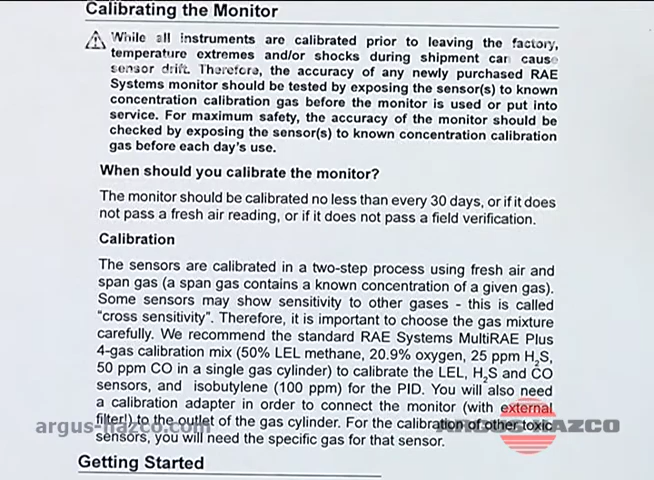 Calibrating the Monitor
While all instruments are calibrated prior to leaving the factory,
temperature extremes and/or shocks during shipment can cause
sensor drift. Therefore, the accuracy of any newly purchased RAE
Systems monitor should be tested by exposing the sensor(s) to known
concentration calibration gas before the monitor is used or put into
service. For maximum safety, the accuracy of the monitor should be
checked by exposing the sensor(s) to known concentration calibration
gas before each day's use.
When should you calibrate the monitor?
The monitor should be calibrated no less than every 30 days, or if it does
not pass a fresh air reading, or if it does not pass a field verification.
Calibration
The sensors are calibrated in a two-step process using fresh air and
span gas (a span gas contains a known concentration of a given gas).
Some sensors may show sensitivity to other gases - this is called
"cross sensitivity". Therefore, it is important to choose the gas mixture
carefully. We recommend the standard RAE Systems MultiRAE Plus
4-gas calibration mix (50% LEL methane, 20.9% oxygen, 25 ppm H2S,
50 ppm CO in a single gas cylinder) to calibrate the LEL, H2S and CO
sensors, and isobutylene (100 ppm) for the PID. You will also need
a calibration adapter in order to connect the monitor (with external
filter!) to the outlet of the gas cylinder. For the calibration of other toxic
sensors, you will need the specific gas for that sensor.
argus-hazco.com
ARGUS HAZCO
Getting Started